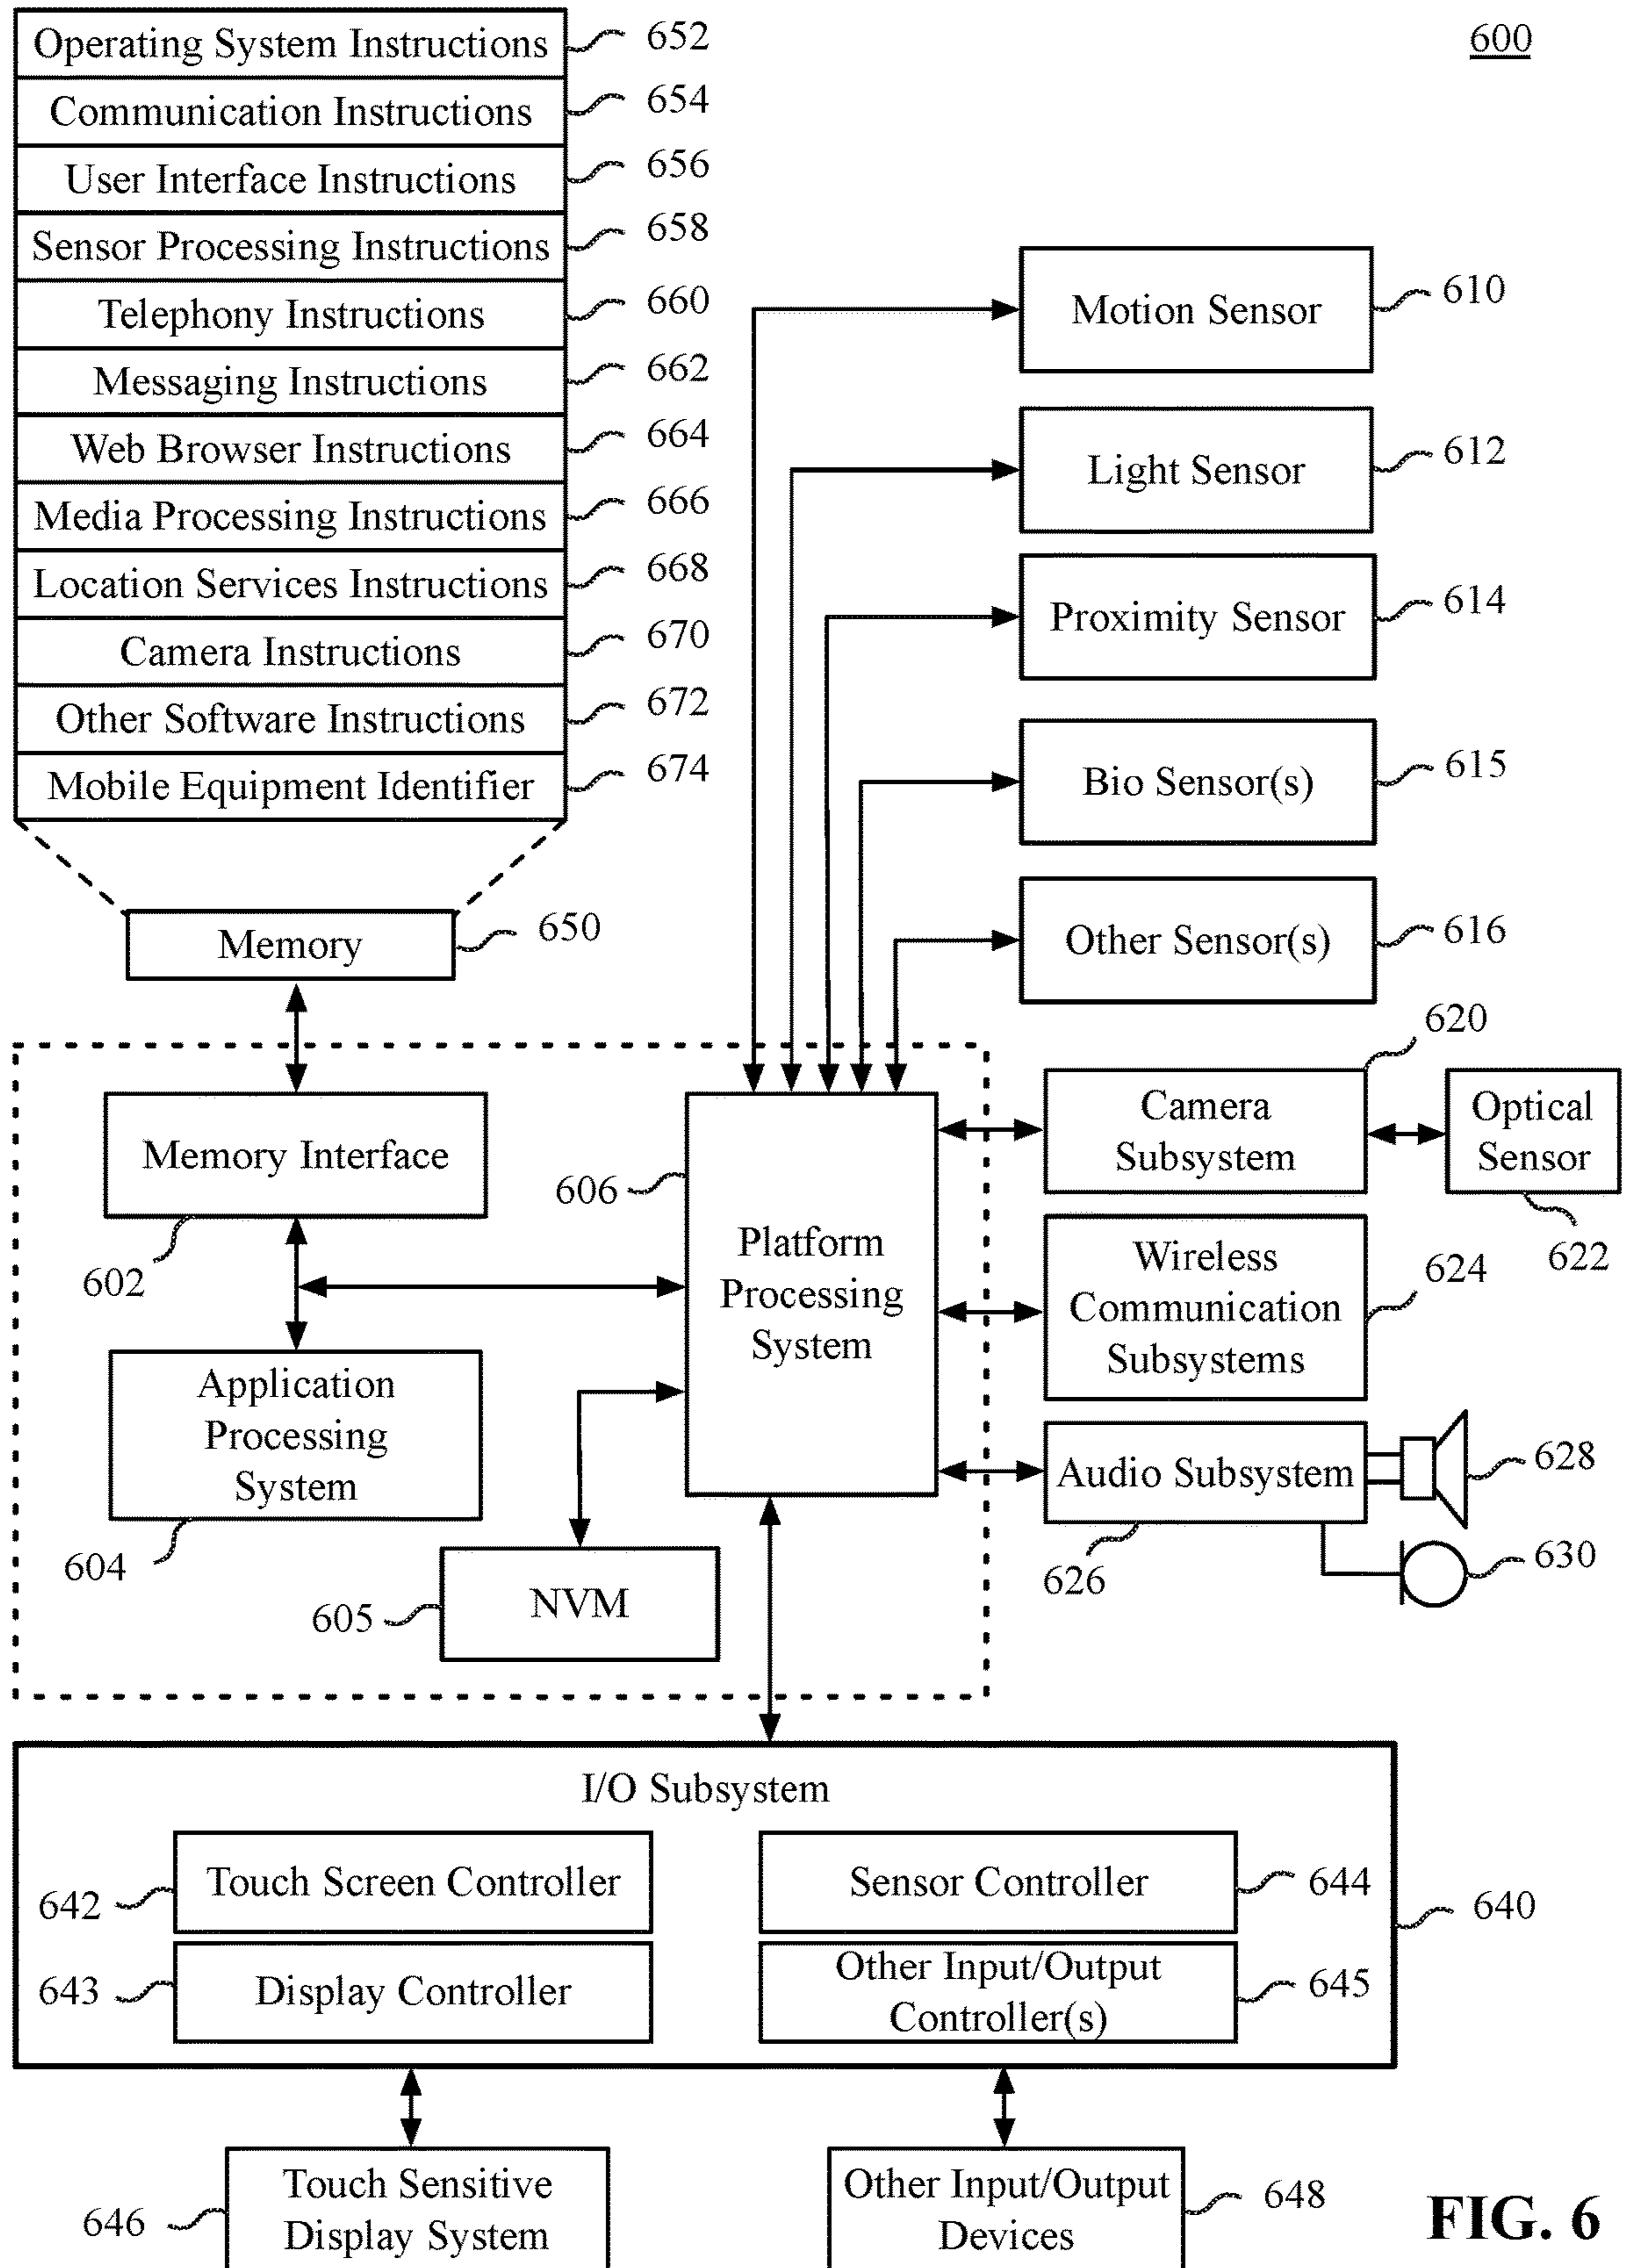 600
Operating System Instructions 652
Communication Instructions 654
User Interface Instructions 656
Sensor Processing Instructions 658
Telephony Instructions 660
Messaging Instructions 662
Web Browser Instructions 664
Media Processing Instructions 666
Location Services Instructions 668
Camera Instructions 670
Other Software Instructions 672
Mobile Equipment Identifier 674
Memory 650
Motion Sensor 610
Light Sensor 612
Proximity Sensor 614
Bio Sensor(s) 615
Other Sensor(s) 616
Memory Interface
602
Application
Processing
System
604
NVM
605
606
Platform
Processing
System
620
Camera
Subsystem
Optical
Sensor
622
Wireless
Communication
Subsystems
624
Audio Subsystem
626
628
630
I/O Subsystem
640
Touch Screen Controller
642
Display Controller
643
Sensor Controller
644
Other Input/Output
Controller(s)
645
Touch Sensitive
Display System
646
Other Input/Output
Devices
648
FIG. 6